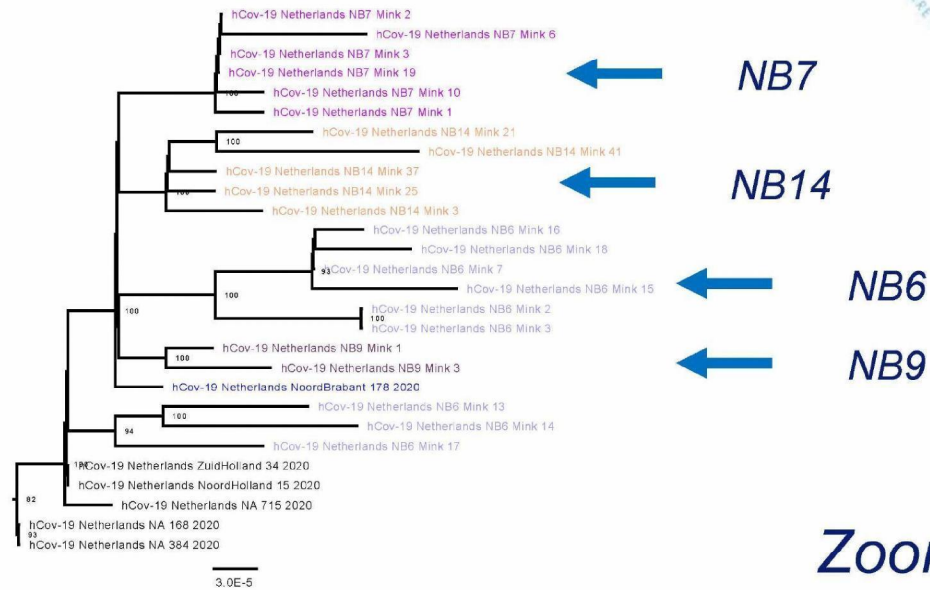 hCov-19 Netherlands NB7 Mink 2
hCov-19 Netherlands NB7 Mink 6
hCov-19 Netherlands NB7 Mink 3
hCov-19 Netherlands NB7 Mink 19
hCov-19 Netherlands NB7 Mink 10
100
hCov-19 Netherlands NB7 Mink 1
NB7
hCov-19 Netherlands NB14 Mink 21
100
hCov-19 Netherlands NB14 Mink 41
hCov-19 Netherlands NB14 Mink 37
hCov-19 Netherlands NB14 Mink 25
100
hCov-19 Netherlands NB14 Mink 3
NB14
hCov-19 Netherlands NB6 Mink 16
hCov-19 Netherlands NB6 Mink 18
hCov-19 Netherlands NB6 Mink 7
93
hCov-19 Netherlands NB6 Mink 15
100
100
hCov-19 Netherlands NB6 Mink 2
100
hCov-19 Netherlands NB6 Mink 3
NB6
hCov-19 Netherlands NB9 Mink 1
100
hCov-19 Netherlands NB9 Mink 3
NB9
hCov-19 Netherlands NoordBrabant 178 2020
hCov-19 Netherlands NB6 Mink 13
100
hCov-19 Netherlands NB6 Mink 14
94
hCov-19 Netherlands NB6 Mink 17
hCov-19 Netherlands ZuidHolland 34 2020
hCov-19 Netherlands NoordHolland 15 2020
82
hCov-19 Netherlands NA 715 2020
hCov-19 Netherlands NA 168 2020
93
hCov-19 Netherlands NA 384 2020
3.0E-5